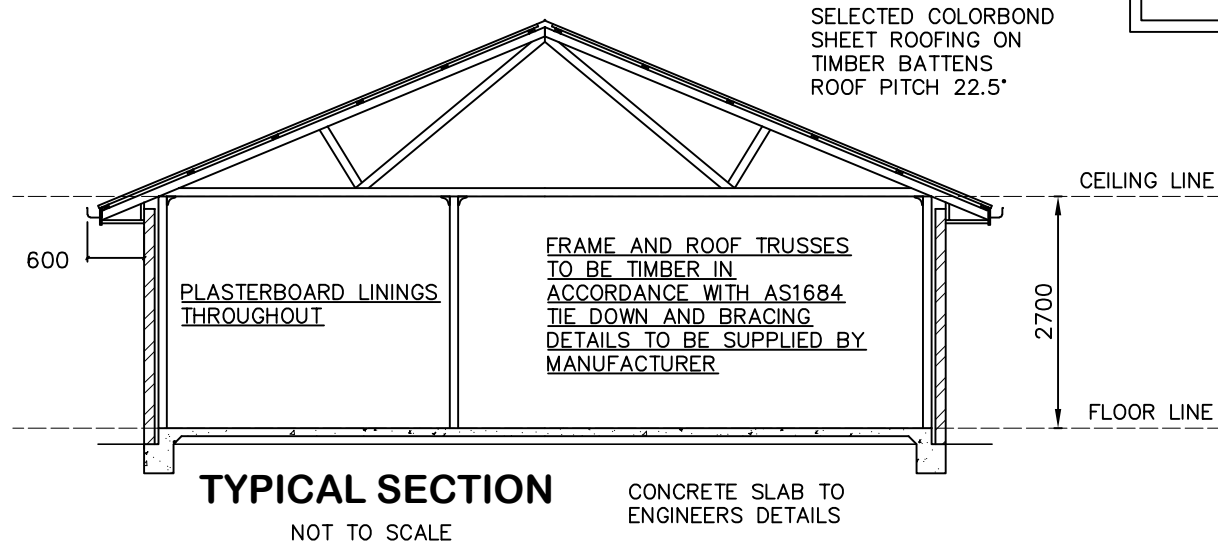 SELECTED COLORBOND
SHEET ROOFING ON
TIMBER BATTENS
ROOF PITCH 22.5°
CEILING LINE
600
PLASTERBOARD LININGS
THROUGHOUT
FRAME AND ROOF TRUSSES
TO BE TIMBER IN
ACCORDANCE WITH AS1684
TIE DOWN AND BRACING
DETAILS TO BE SUPPLIED BY
MANUFACTURER
2700
FLOOR LINE
TYPICAL SECTION
NOT TO SCALE
CONCRETE SLAB TO
ENGINEERS DETAILS